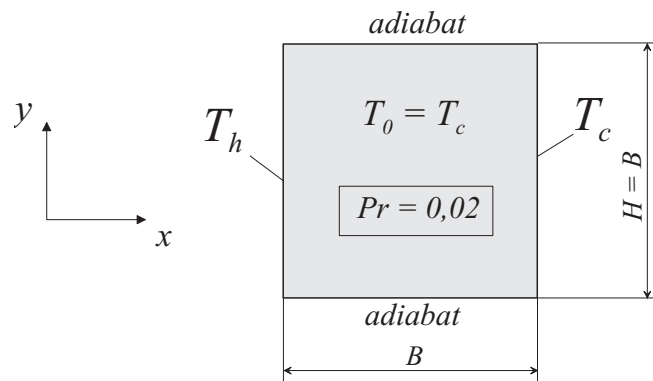 adiabat
y
x
T_h
T_0 = T_c
T_c
Pr = 0,02
H = B
adiabat
B